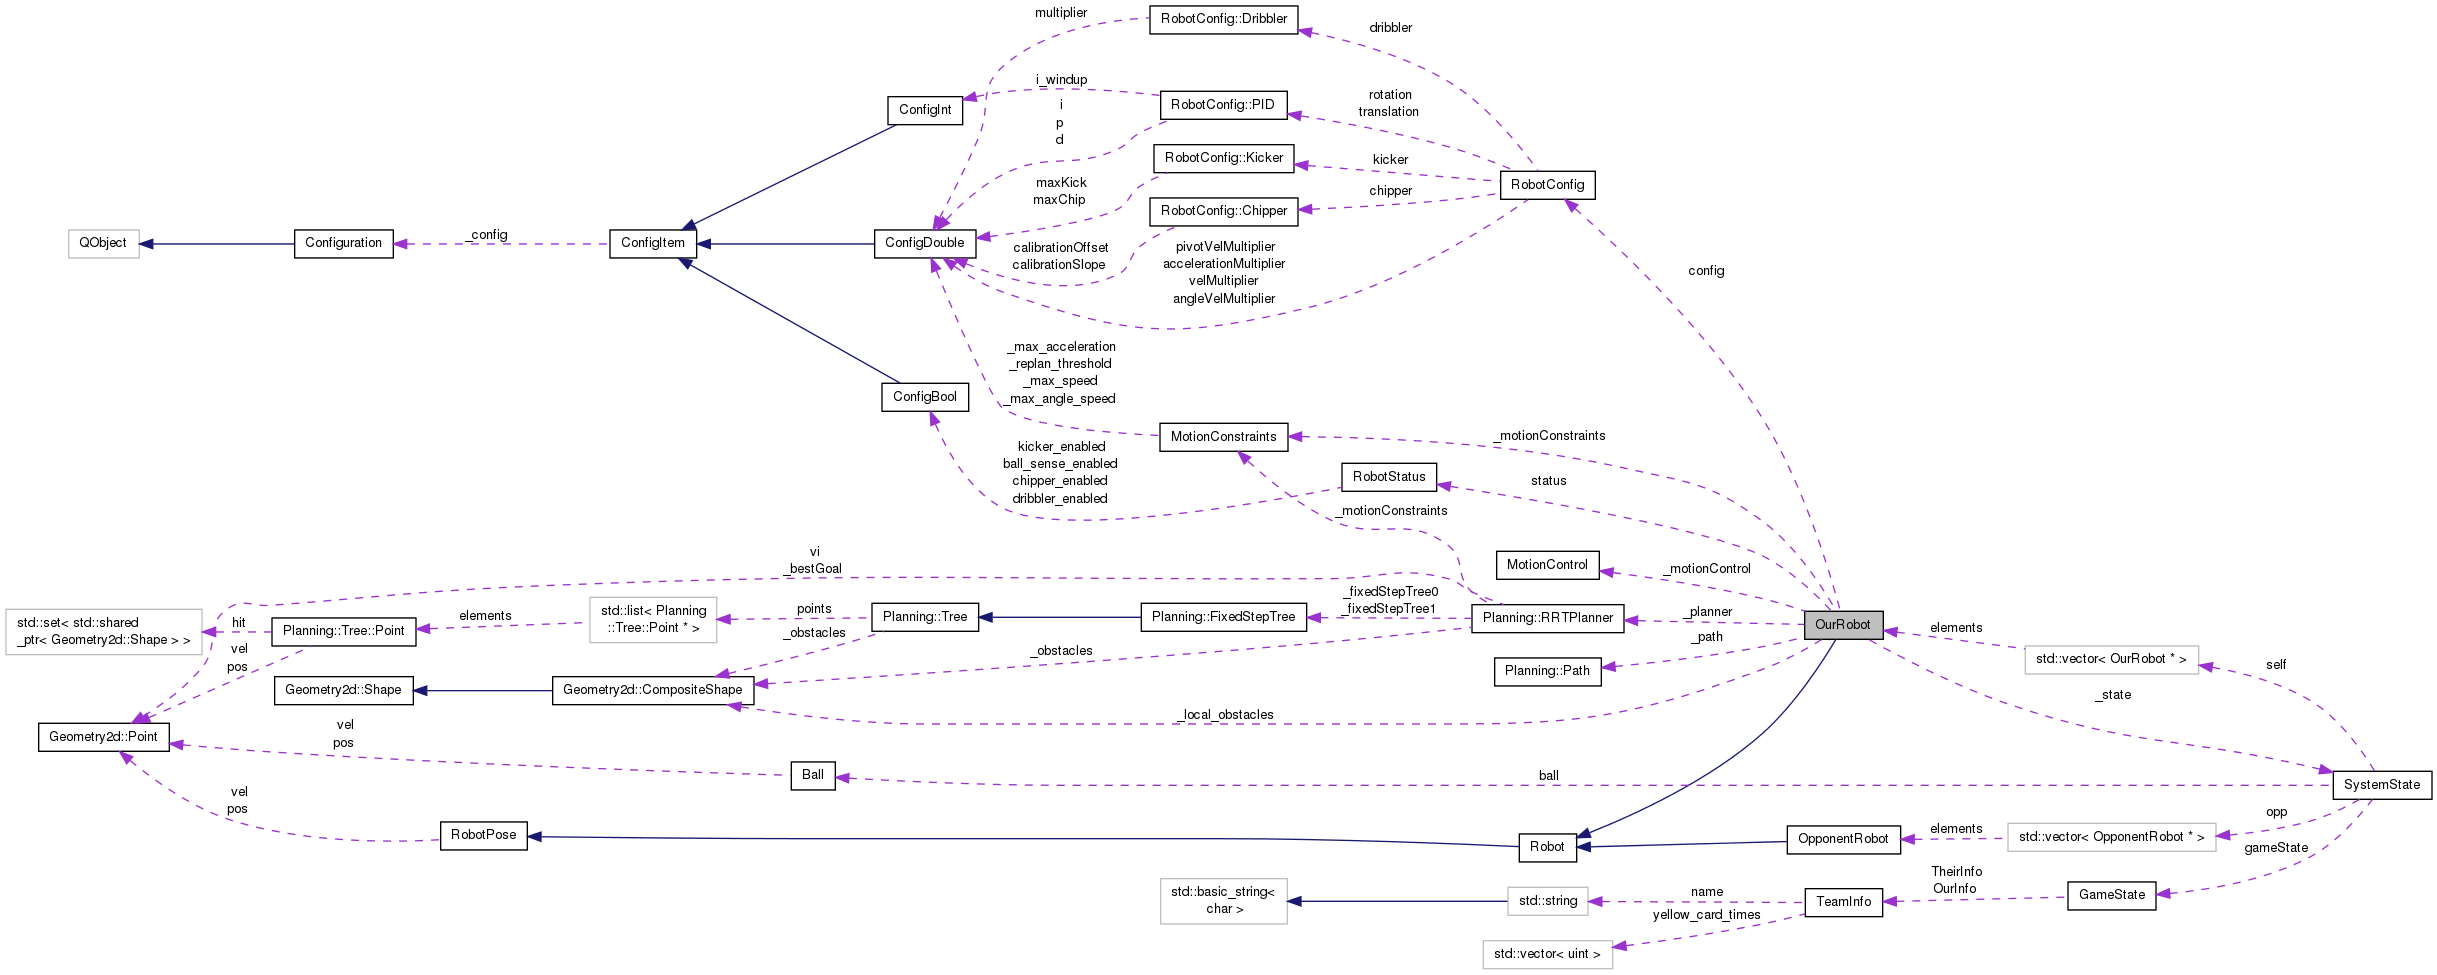 multiplier
RobotConfig::Dribbler
dribbler
i_windup
ConfigInt
i
p
d
RobotConfig::PID
rotation
translation
RobotConfig::Kicker
kicker
maxKick
maxChip
RobotConfig::Chipper
chipper
RobotConfig
QObject
Configuration
_config
ConfigItem
ConfigDouble
calibrationOffset
calibrationSlope
pivotVelMultiplier
accelerationMultiplier
velMultiplier
angleVelMultiplier
config
_max_acceleration
_replan_threshold
_max_speed
_max_angle_speed
ConfigBool
MotionConstraints
_motionConstraints
kicker_enabled
ball_sense_enabled
chipper_enabled
dribbler_enabled
RobotStatus
status
_motionConstraints
vi
_bestGoal
MotionControl
_motionControl
std::set< std::shared
_ptr< Geometry2d::Shape > >
hit
Planning::Tree::Point
elements
std::list< Planning
::Tree::Point * >
points
Planning::Tree
Planning::FixedStepTree
_fixedStepTree0
_fixedStepTree1
Planning::RRTPlanner
_planner
OurRobot
elements
std::vector< OurRobot * >
self
_obstacles
_obstacles
_path
Planning::Path
vel
pos
Geometry2d::Shape
Geometry2d::CompositeShape
_local_obstacles
_state
Geometry2d::Point
vel
pos
Ball
ball
SystemState
vel
pos
RobotPose
Robot
OpponentRobot
elements
std::vector< OpponentRobot * >
opp
gameState
std::basic_string<
char >
std::string
name
yellow_card_times
TeamInfo
TheirInfo
OurInfo
GameState
std::vector< uint >